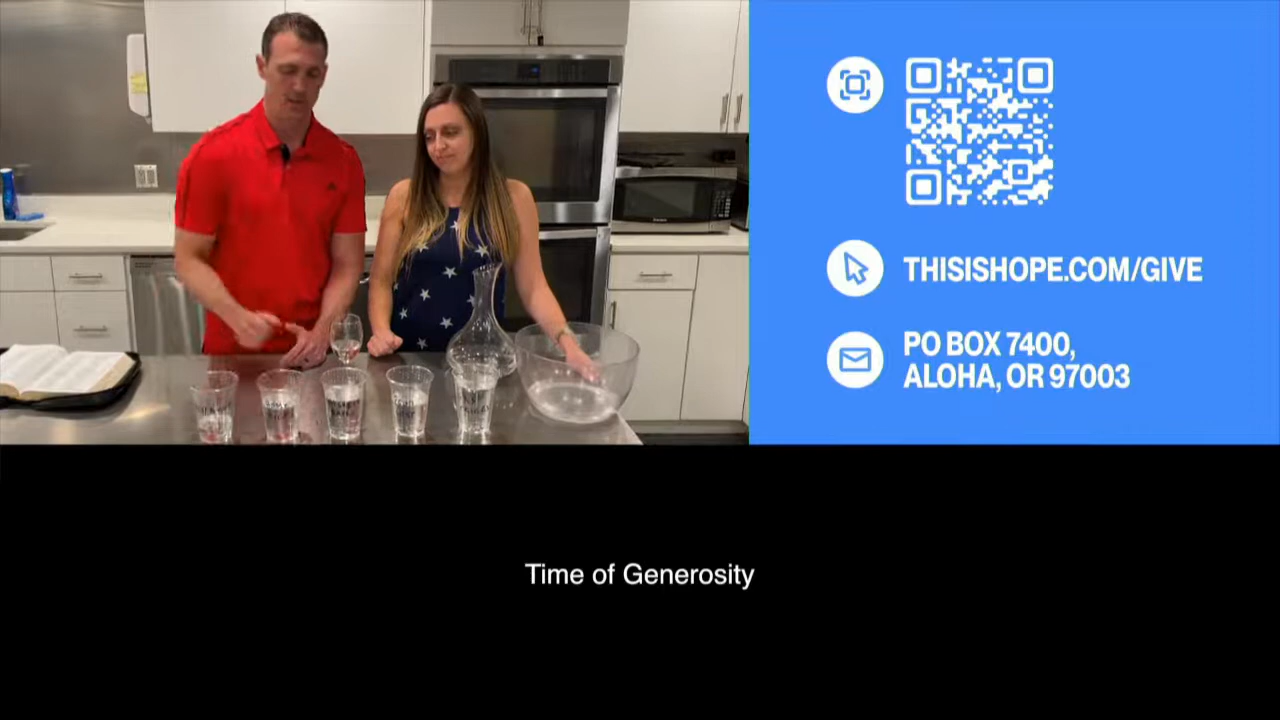 THISISHOPE.COM/GIVE
PO BOX 7400,
ALOHA, OR 97003
Time of Generosity